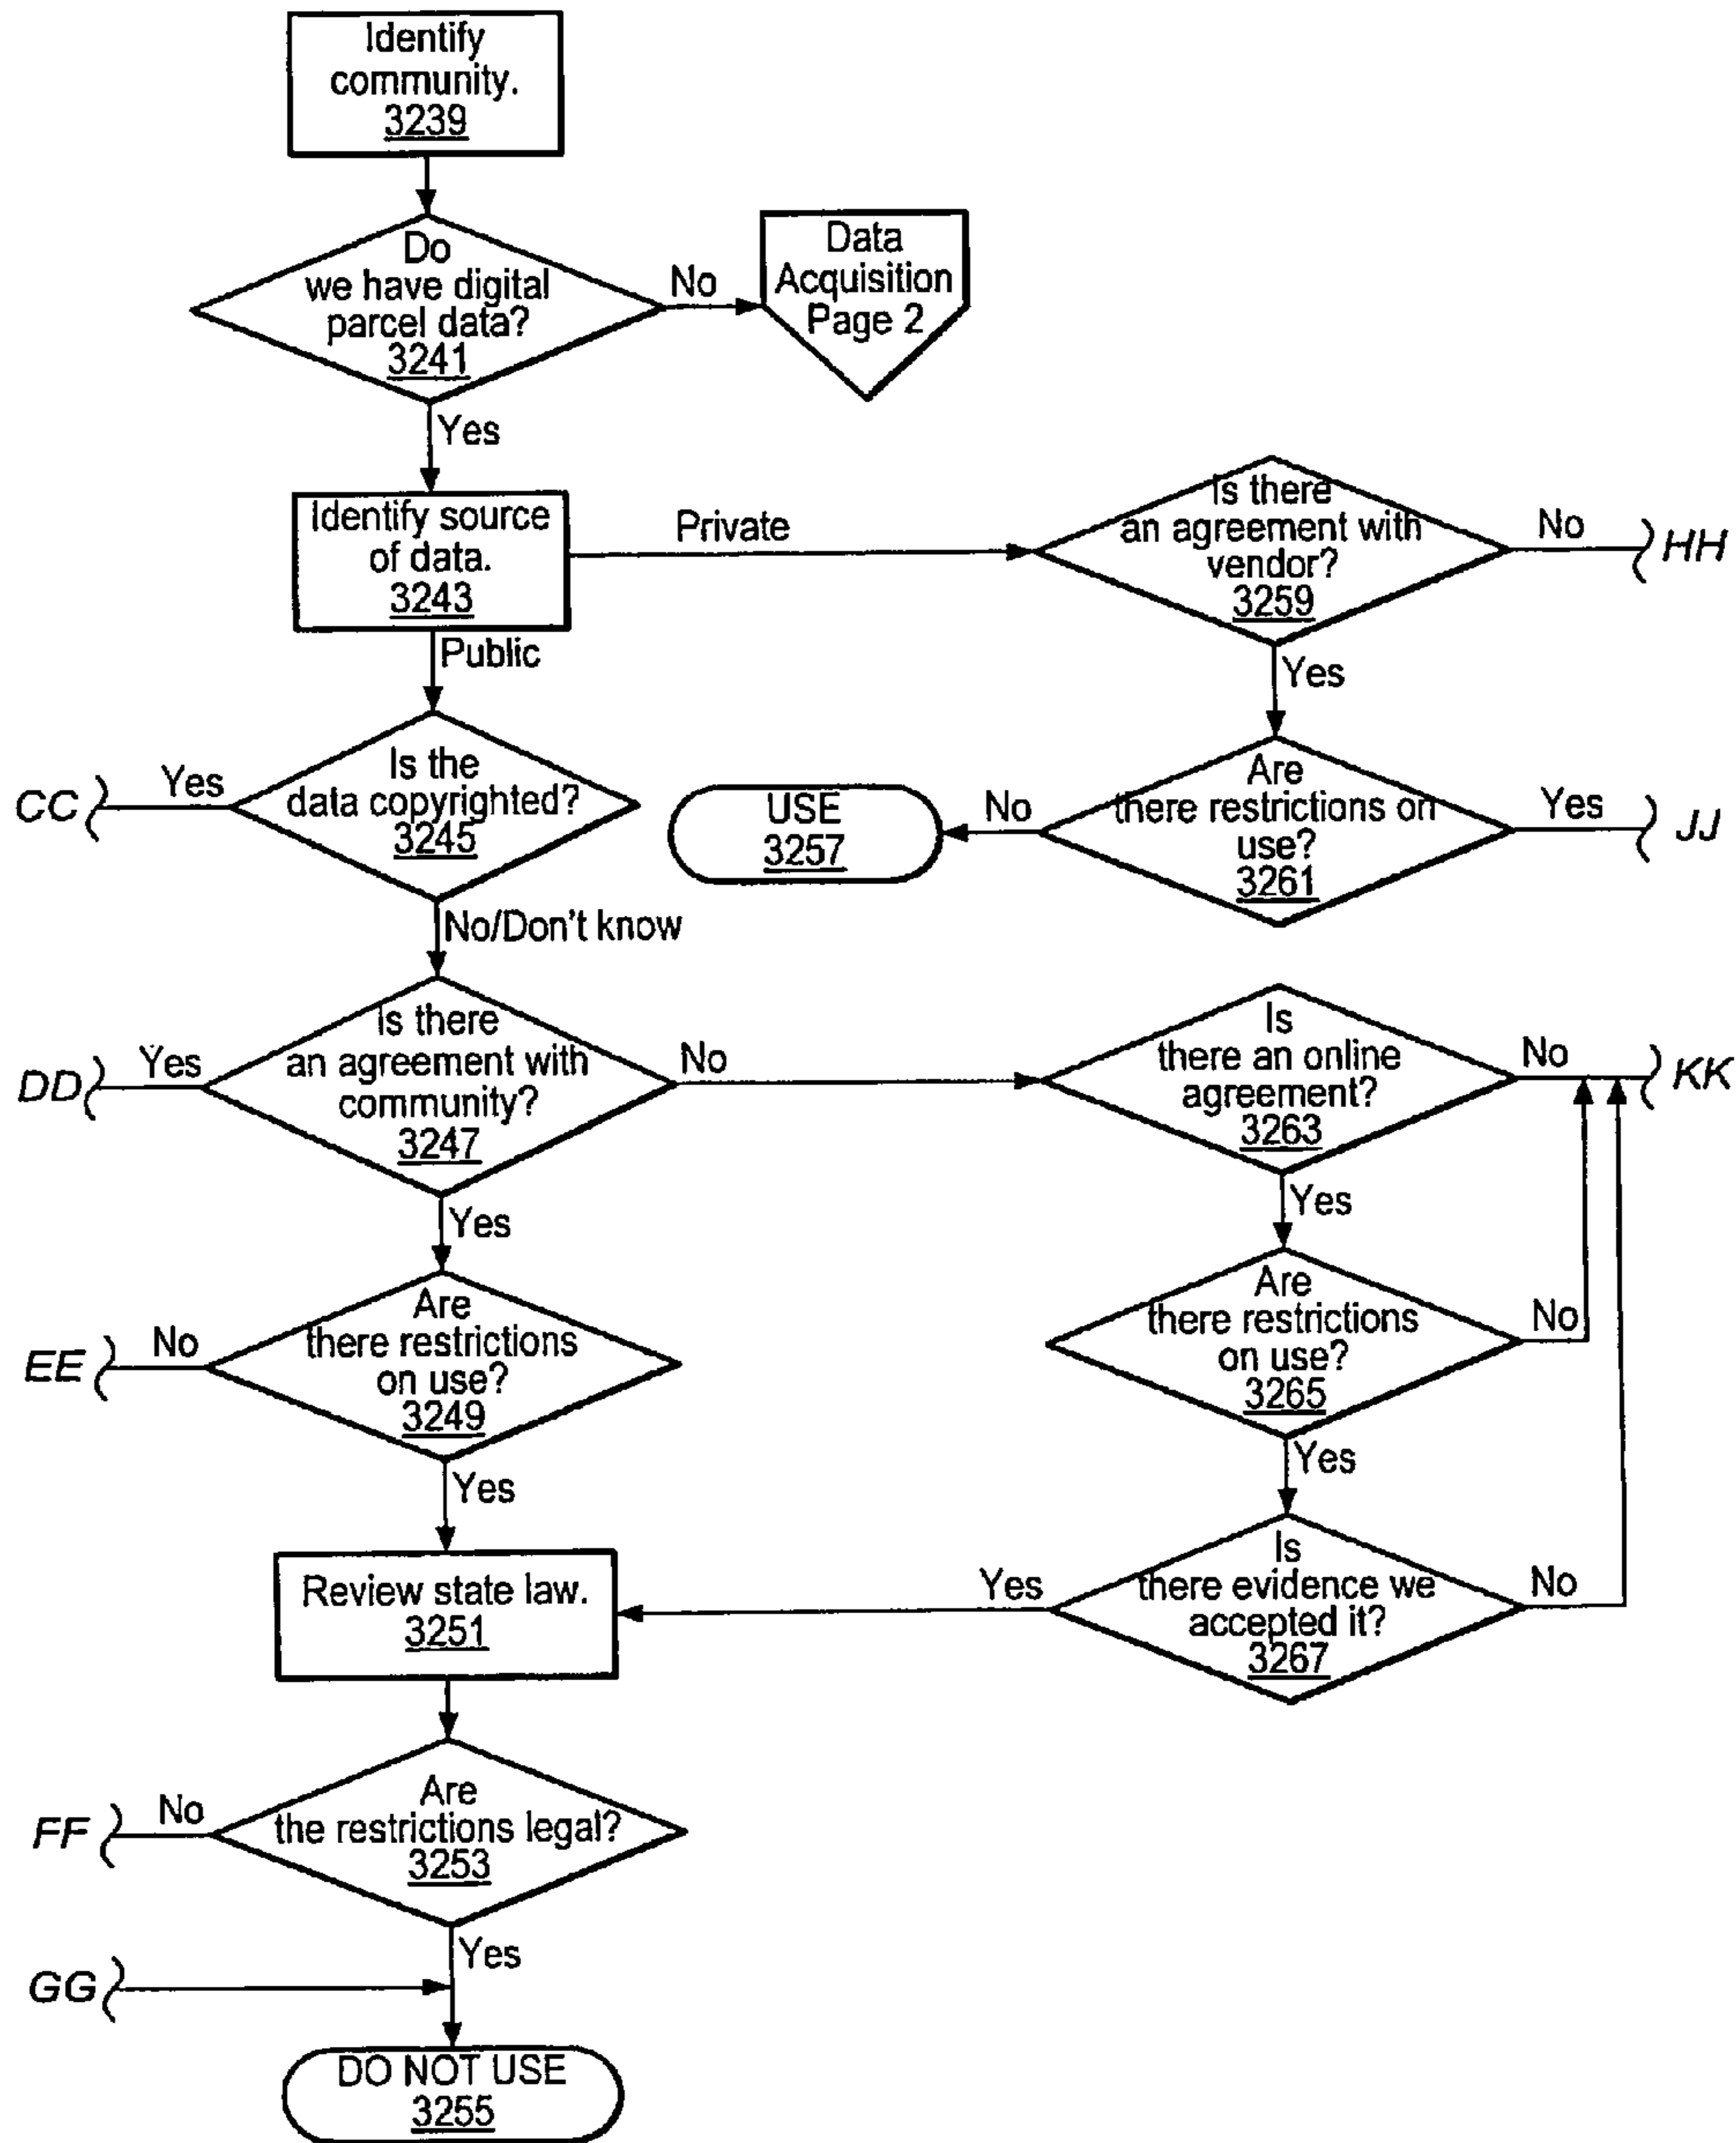 Identify
community.
3239
Do
we have digital
parcel data?
3241
No
Data
Acquisition
Page 2
Yes
Identify source
of data.
3243
Private
Is there
an agreement with
vendor?
3259
No
HH
Public
Yes
Is the
data copyrighted?
3245
Yes
CC
USE
3257
No
Are
there restrictions on
use?
3261
Yes
JJ
No/Don't know
Is there
an agreement with
community?
3247
Yes
DD
No
Is
there an online
agreement?
3263
No
KK
Yes
Yes
Are
there restrictions
on use?
3249
No
EE
Are
there restrictions
on use?
3265
No
Yes
Yes
Review state law.
3251
Yes
Is
there evidence we
accepted it?
3267
No
Are
the restrictions legal?
3253
No
FF
Yes
GG
DO NOT USE
3255